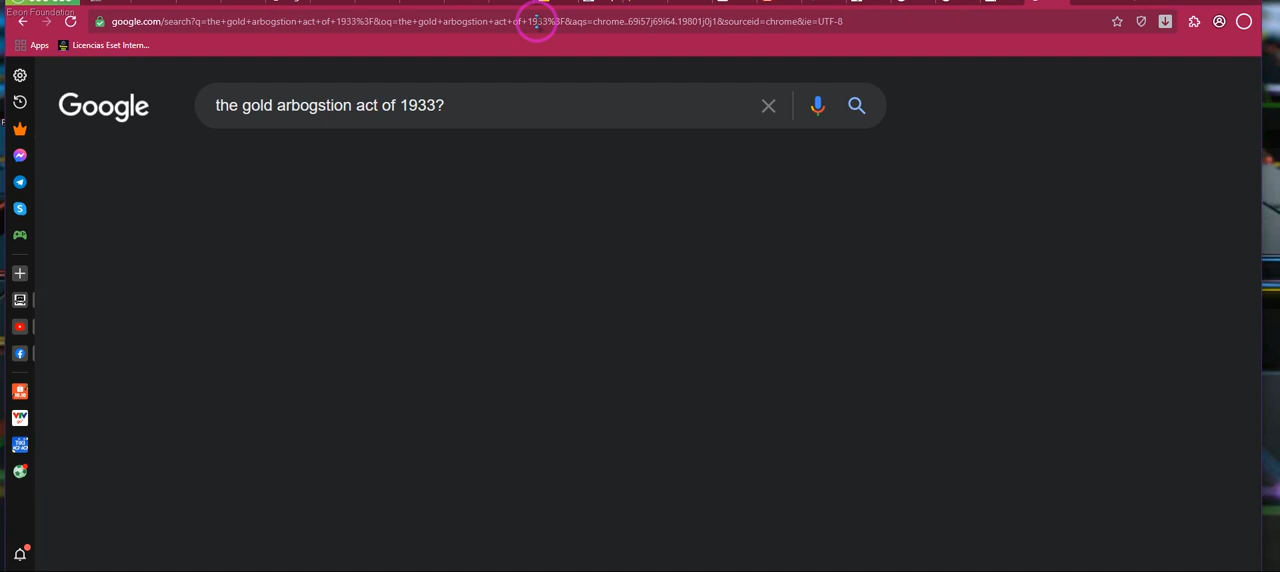 Eeon Foundation
google.com/search?q=the+gold+arbogstion+act+of+1933%3F&oq=the+gold+arbogstion+act+of+1933%3F&aqs=chrome..69i57j69i64.19801j0j1&sourceid=chrome&ie=UTF-8
Apps Licencias Eset Intern...
Google the gold arbogstion act of 1933?